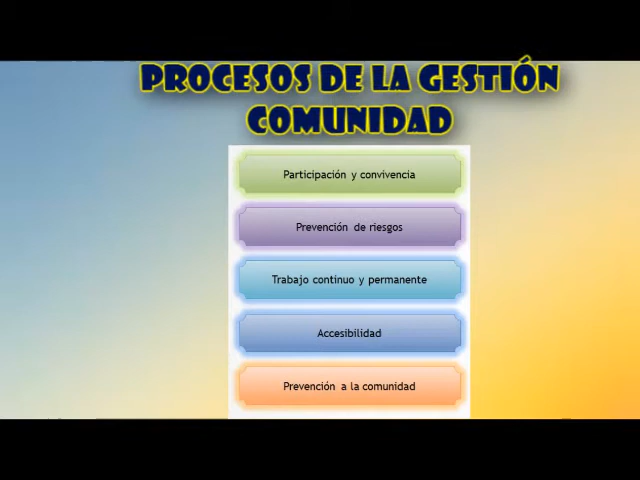 PROCESOS DE LA GESTIÓN
COMUNIDAD
Participación y convivencia
Prevención de riesgos
Trabajo continuo y permanente
Accesibilidad
Prevención a la comunidad